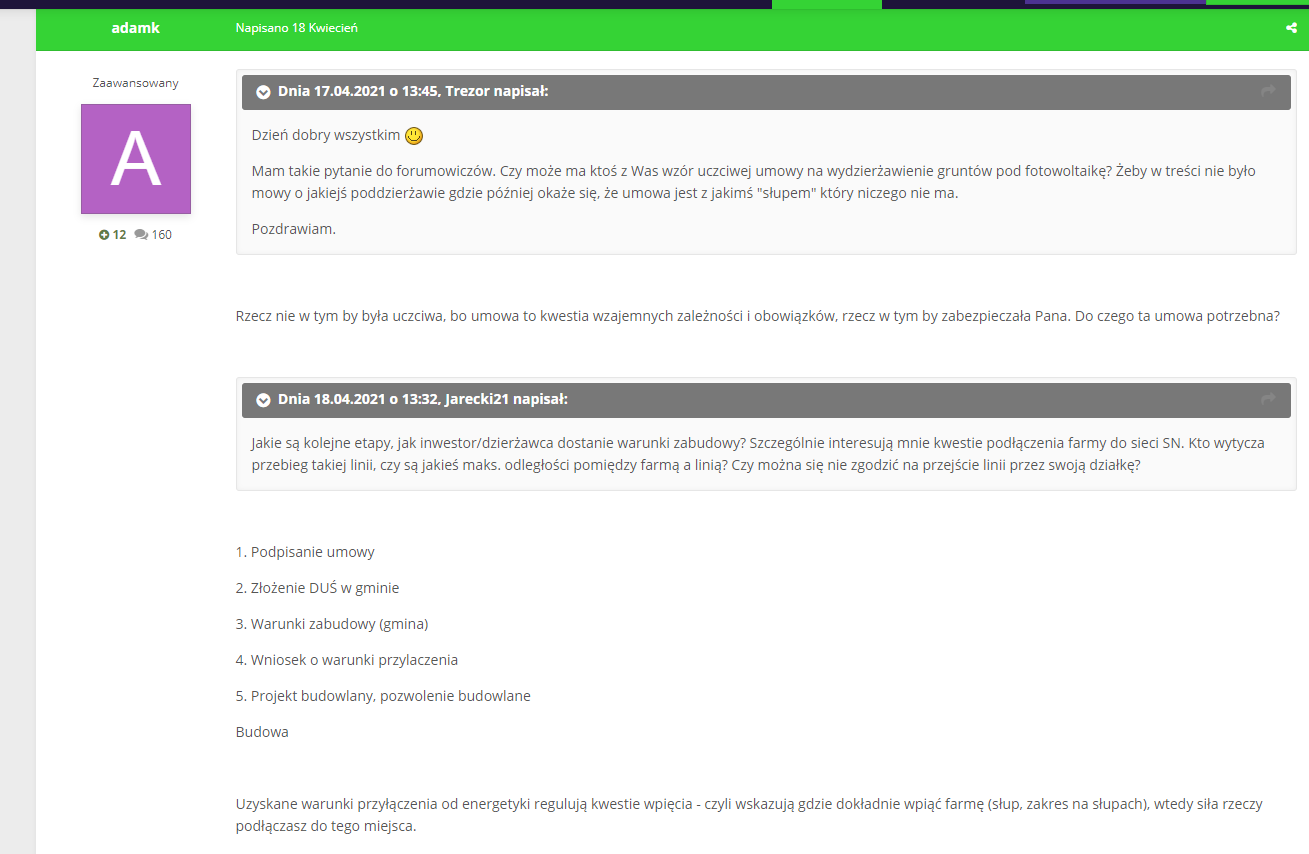 adamk
Napisano 18 Kwiecień
Zaawansowany
A
12 160
Dnia 17.04.2021 o 13:45, Trezor napisał:
Dzień dobry wszystkim
Mam takie pytanie do forumowiczów. Czy może ma ktoś z Was wzór uczciwej umowy na wydzierżawienie gruntów pod fotowoltaikę? Żeby w treści nie było
mowy o jakiejś poddzierżawie gdzie później okaże się, że umowa jest z jakimś "słupem" który niczego nie ma.
Pozdrawiam.
Rzecz nie w tym by była uczciwa, bo umowa to kwestia wzajemnych zależności i obowiązków, rzecz w tym by zabezpieczała Pana. Do czego ta umowa potrzebna?
Dnia 18.04.2021 o 13:32, Jarecki21 napisał:
Jakie są kolejne etapy, jak inwestor/dzierżawca dostanie warunki zabudowy? Szczególnie interesują mnie kwestie podłączenia farmy do sieci SN. Kto wytycza
przebieg takiej linii, czy są jakieś maks. odległości pomiędzy farmą a linią? Czy można się nie zgodzić na przejście linii przez swoją działkę?
1. Podpisanie umowy
2. Złożenie DUŚ w gminie
3. Warunki zabudowy (gmina)
4. Wniosek o warunki przylaczenia
5. Projekt budowlany, pozwolenie budowlane
Budowa
Uzyskane warunki przyłączenia od energetyki regulują kwestie wpięcia - czyli wskazują gdzie dokładnie wpiąć farmę (słup, zakres na słupach), wtedy siła rzeczy
podłączasz do tego miejsca.